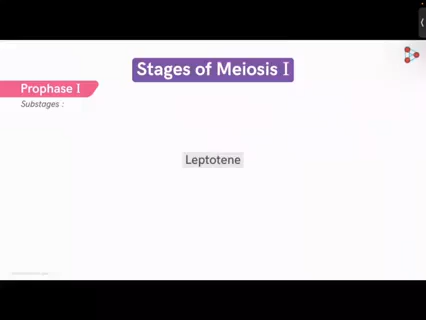 Stages of Meiosis I
Prophase I
Substages :
Leptotene